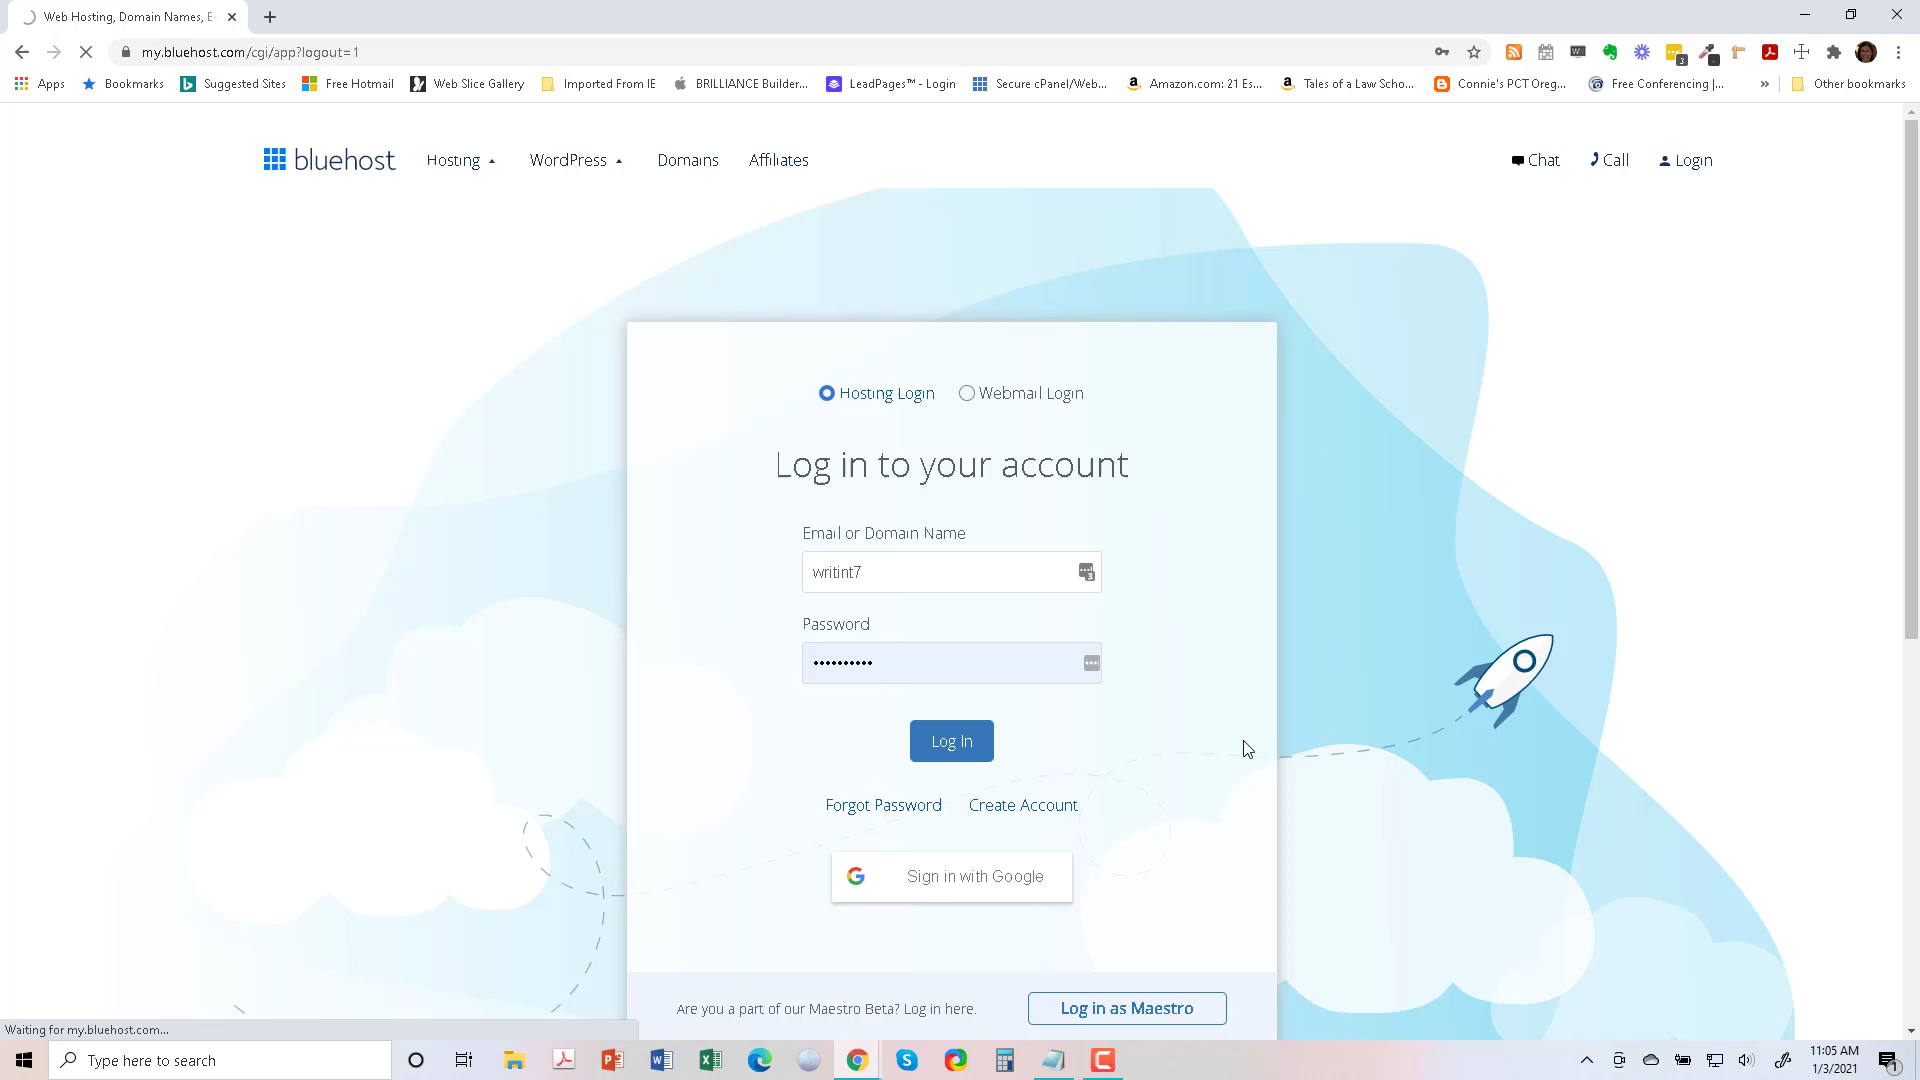 Web Hosting, Domain Names, E-
my.bluehost.com/cgi/app?logout=1
3
Apps Bookmarks Suggested Sites Free Hotmail Web Slice Gallery Imported From IE BRILLIANCE Builder... LeadPages™ - Login Secure cPanel/Web... Amazon.com: 21 Es... Tales of a Law Scho... Connie's PCT Oreg... Free Conferencing |... » Other bookmarks
bluehost Hosting WordPress Domains Affiliates Chat Call Login
Hosting Login Webmail Login
Log in to your account
Email or Domain Name
writint7
3
Password
••••••••••
Log In
Forgot Password Create Account
Sign in with Google
Are you a part of our Maestro Beta? Log in here. Log in as Maestro
Waiting for my.bluehost.com...
Type here to search
11:05 AM
1/3/2021
1